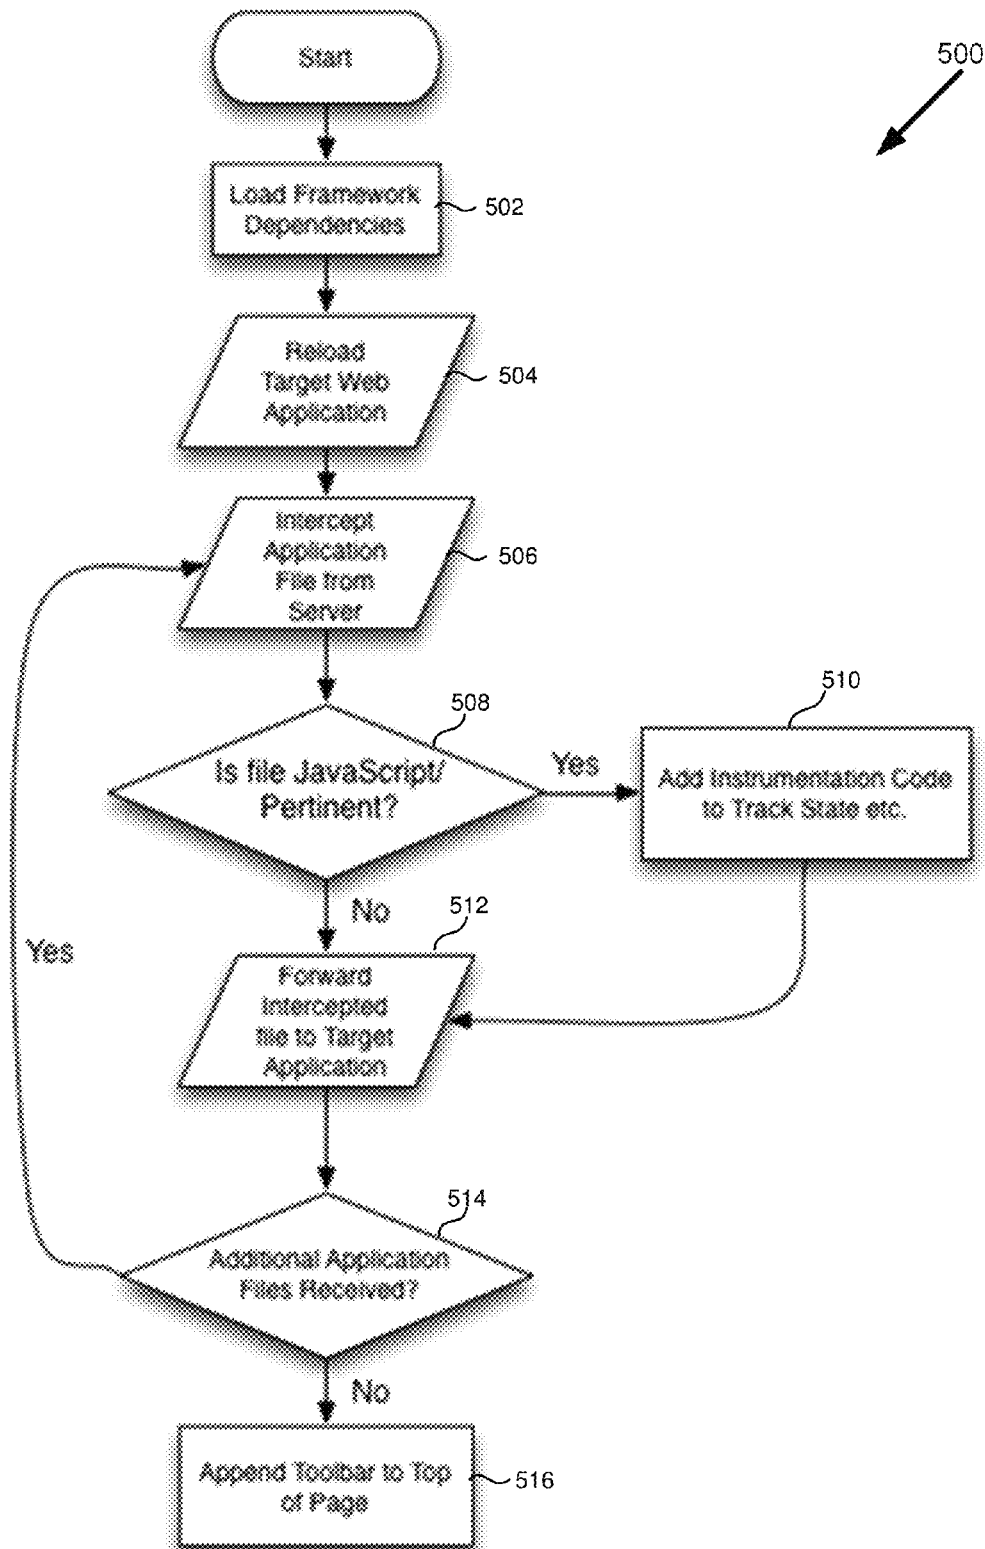 Start
500
Load Framework
Dependencies
502
Reload
Target Web
Application
504
Intercept
Application
File from
Server
506
508
Is file JavaScript/
Pertinent?
Yes
510
Add Instrumentation Code
to Track State etc.
No
512
Yes
Forward
Intercepted
file to Target
Application
514
Additional Application
Files Received?
No
Append Toolbar to Top
of Page
516